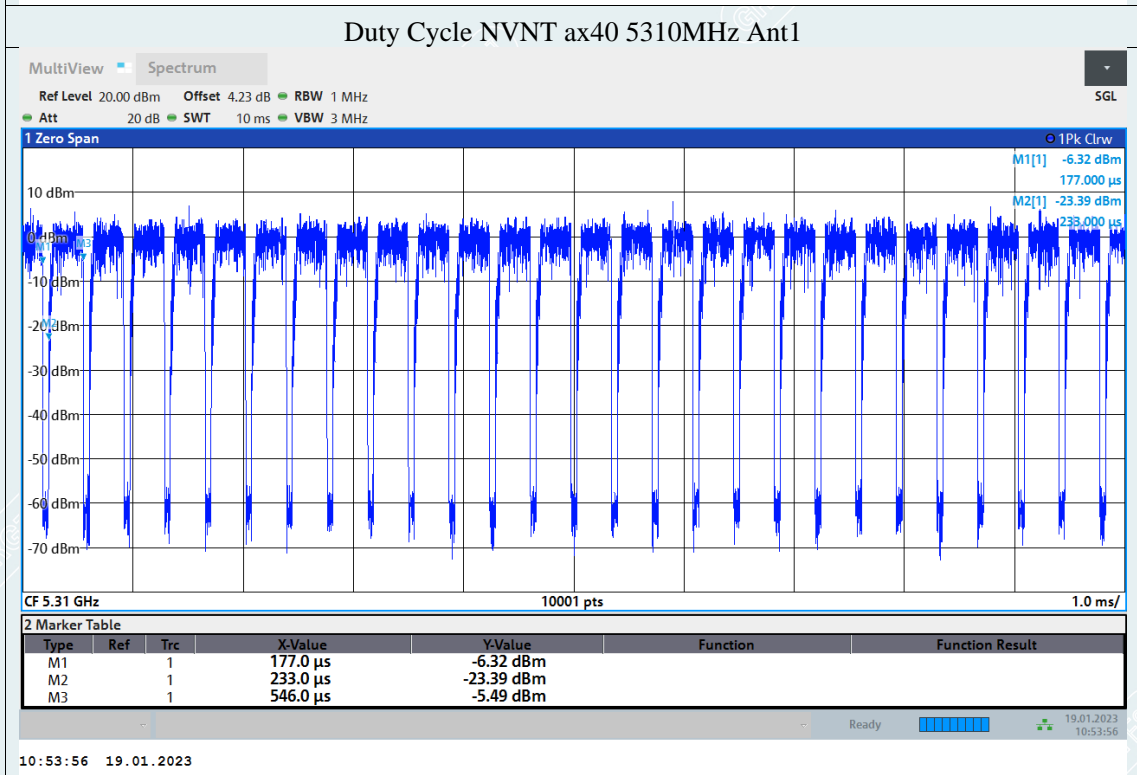 Duty Cycle NVNT ax40 5310MHz Ant1
MultiView Spectrum
Ref Level 20.00 dBm Offset 4.23 dB RBW 1 MHz SGL
Att 20 dB SWT 10 ms VBW 3 MHz
1 Zero Span 1Pk Clrw
M1[1] -6.32 dBm
177.000 µs
M2[1] -23.39 dBm
233.000 µs
10 dBm
0 dBm
M1 M3
-10 dBm
M2
-20 dBm
-30 dBm
-40 dBm
-50 dBm
-60 dBm
-70 dBm
CF 5.31 GHz 10001 pts 1.0 ms/
2 Marker Table
Type Ref Trc X-Value Y-Value Function Function Result
M1 1 177.0 µs -6.32 dBm
M2 1 233.0 µs -23.39 dBm
M3 1 546.0 µs -5.49 dBm
Ready 19.01.2023
10:53:56
10:53:56 19.01.2023